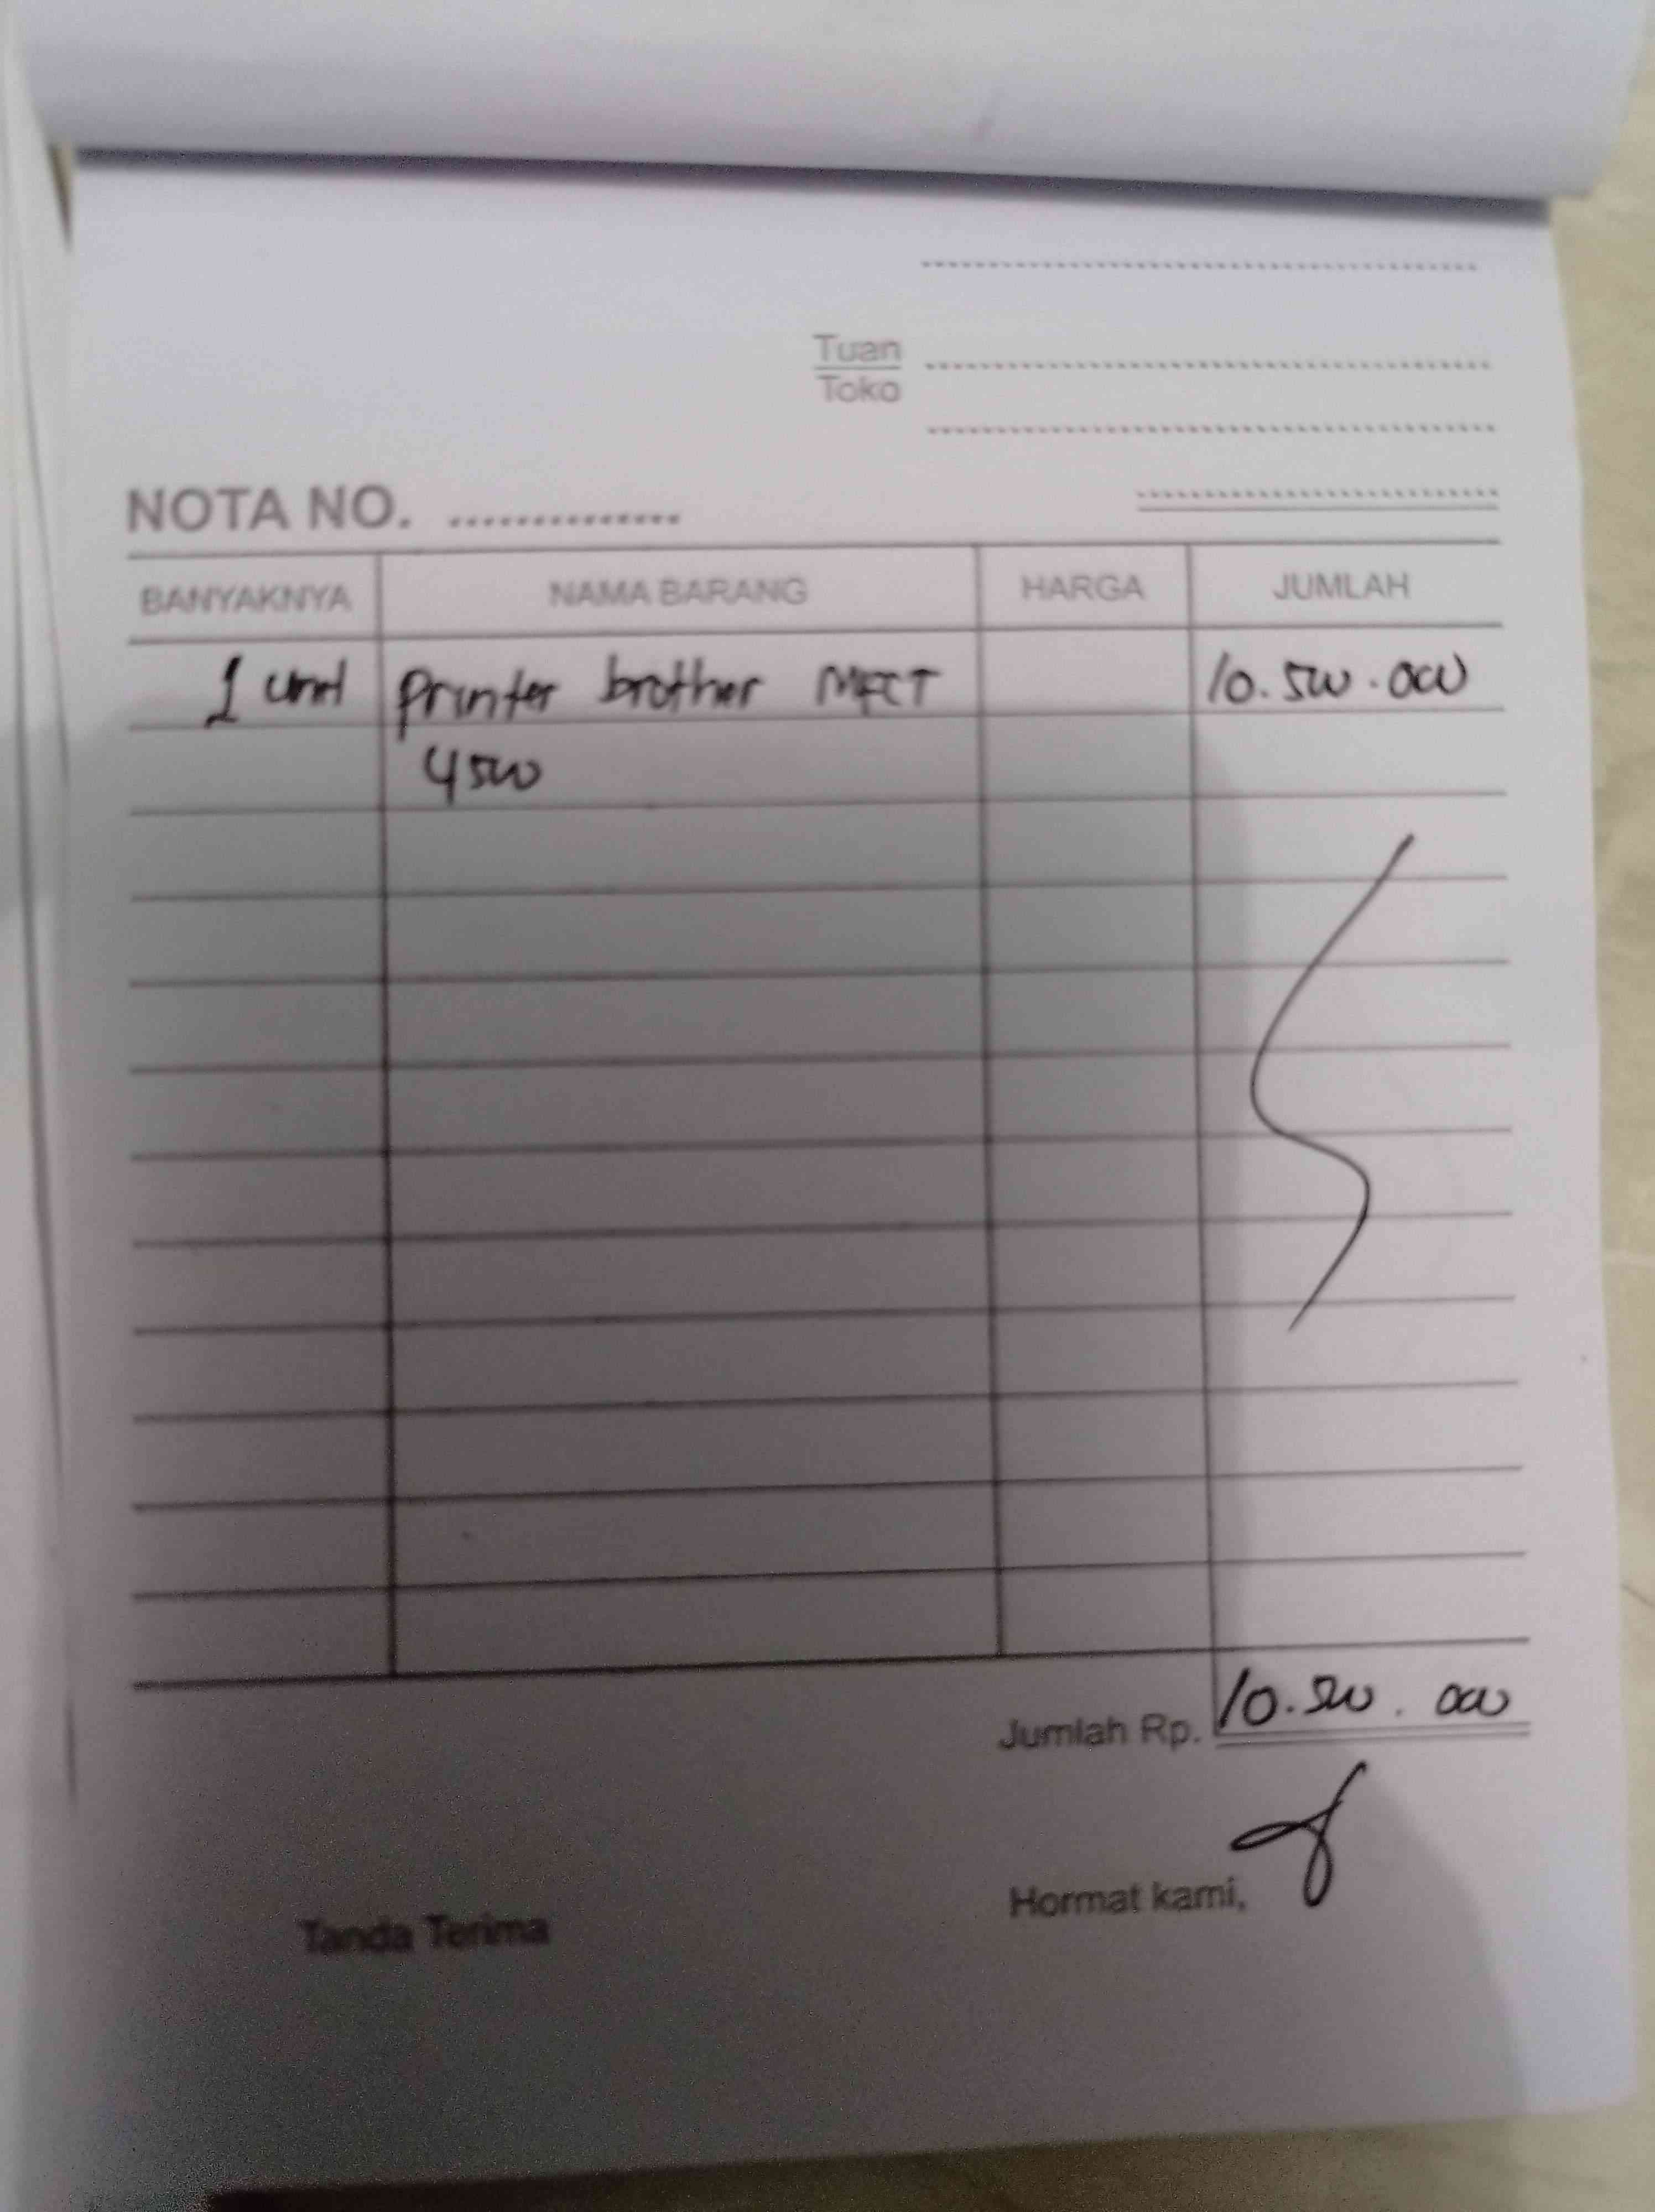 Tuan
Toko
NOTA NO.
BANYAKNYA NAMA BARANG HARGA JUMLAH
1 unit printer brother MFCT 10.500.000
4500
Jumlah Rp. 10.500.000
Hormat kami,
Tanda Terima